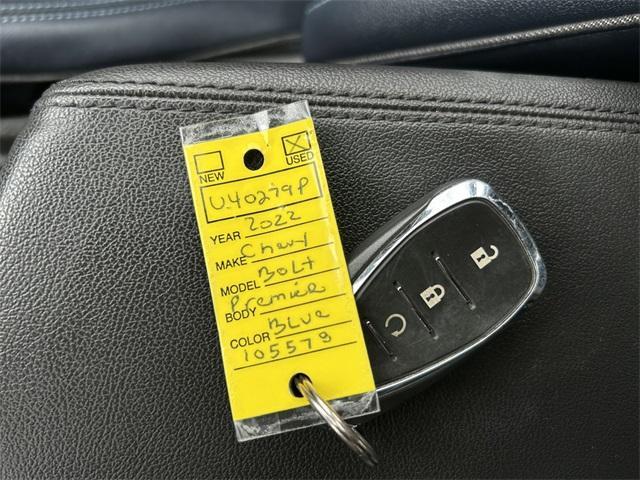 NEW USED
U40279P
YEAR 2022
MAKE Chevy
MODEL Bolt
BODY Premier
COLOR Blue
105579